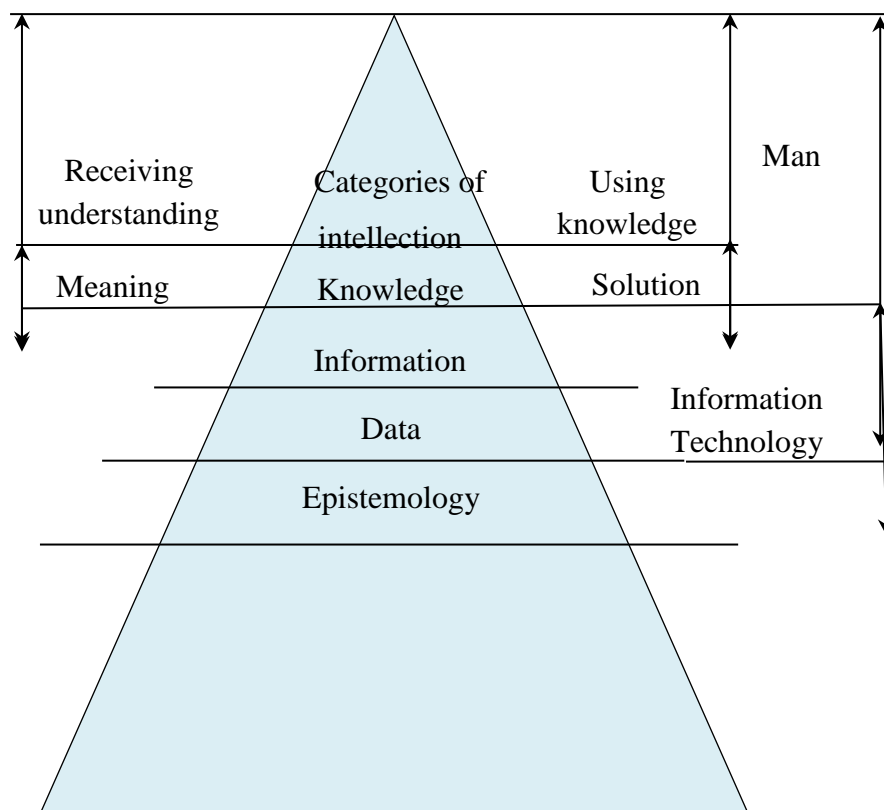 Man
Receiving
understanding
Categories of
intellection
Using
knowledge
Meaning
Knowledge
Solution
Information
Information
Technology
Data
Epistemology